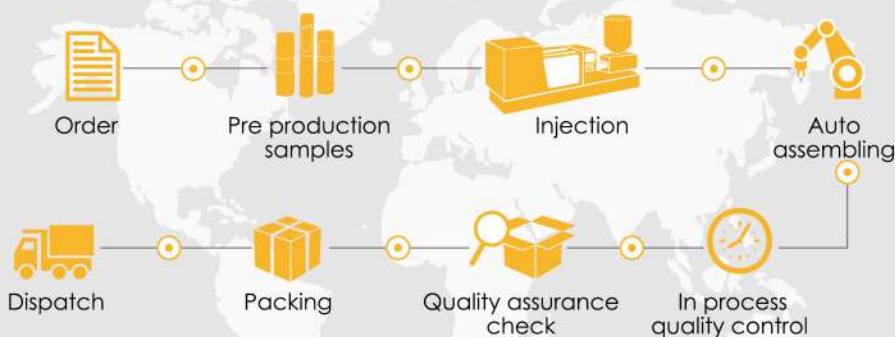 Order
Pre production
samples
Injection
Auto
assembling
Dispatch
Packing
Quality assurance
check
In process
quality control